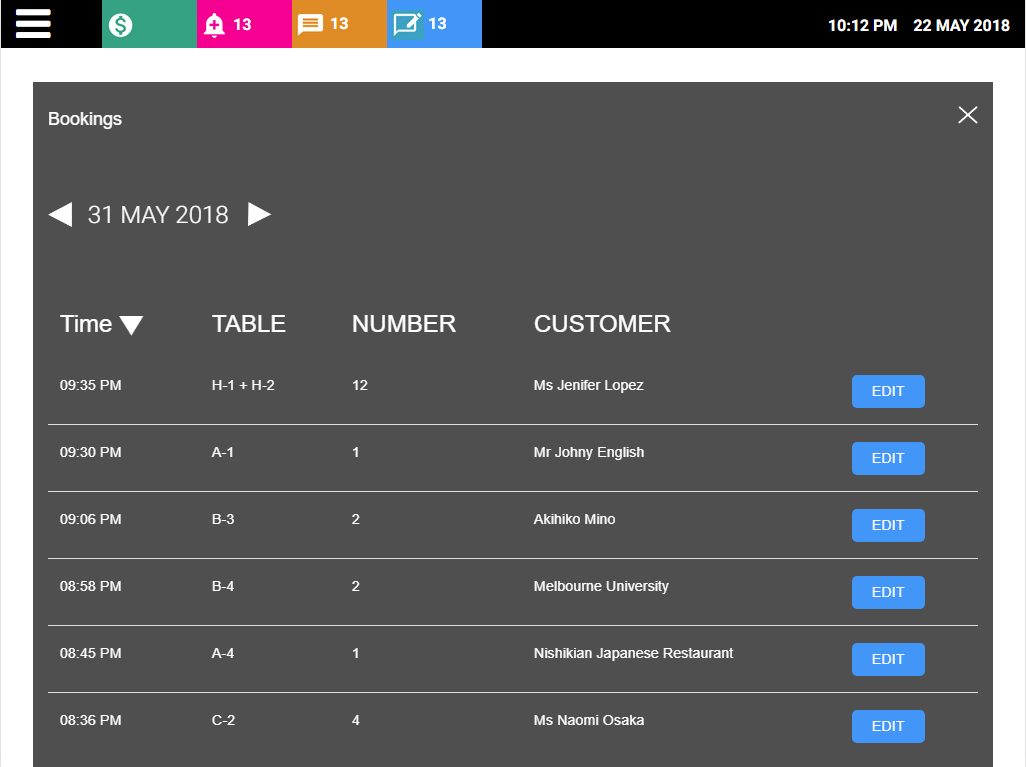 13 13 13 10:12 PM 22 MAY 2018
Bookings
31 MAY 2018
Time TABLE NUMBER CUSTOMER
09:35 PM H-1 + H-2 12 Ms Jenifer Lopez EDIT
09:30 PM A-1 1 Mr Johny English EDIT
09:06 PM B-3 2 Akihiko Mino EDIT
08:58 PM B-4 2 Melbourne University EDIT
08:45 PM A-4 1 Nishikian Japanese Restaurant EDIT
08:36 PM C-2 4 Ms Naomi Osaka EDIT